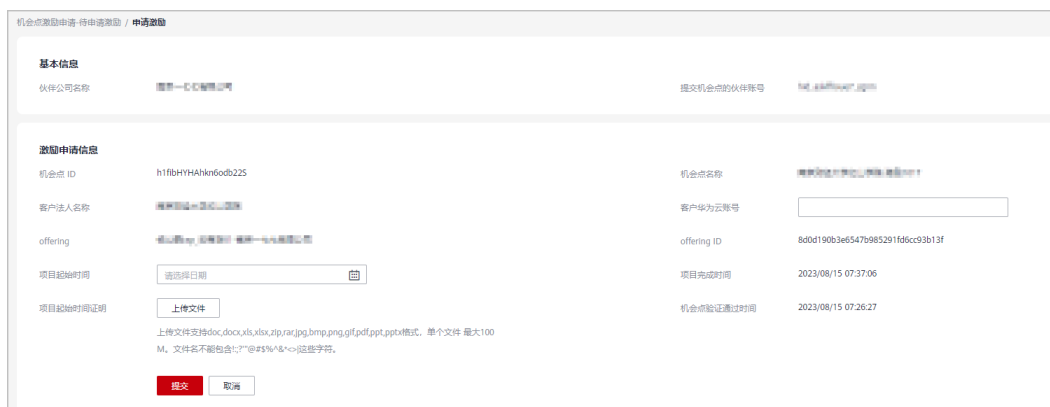 机会点激励申请-待申请激励 / 申请激励
基本信息
伙伴公司名称
提交机会点的伙伴账号
激励申请信息
机会点 ID h1fibHYHAhkn6odb22S
机会点名称
客户法人名称
客户华为云账号
offering
offering ID 8d0d190b3e6547b985291fd6cc93b13f
项目起始时间 请选择日期
项目完成时间 2023/08/15 07:37:06
项目起始时间证明 上传文件
机会点验证通过时间 2023/08/15 07:26:27
上传文件支持doc,docx,xls,xlsx,zip,rar,jpg,bmp,png,gif,pdf,ppt,pptx格式，单个文件 最大100
M。文件名不能包含!:;?'"@#$%^&*<>|这些字符。
提交 取消